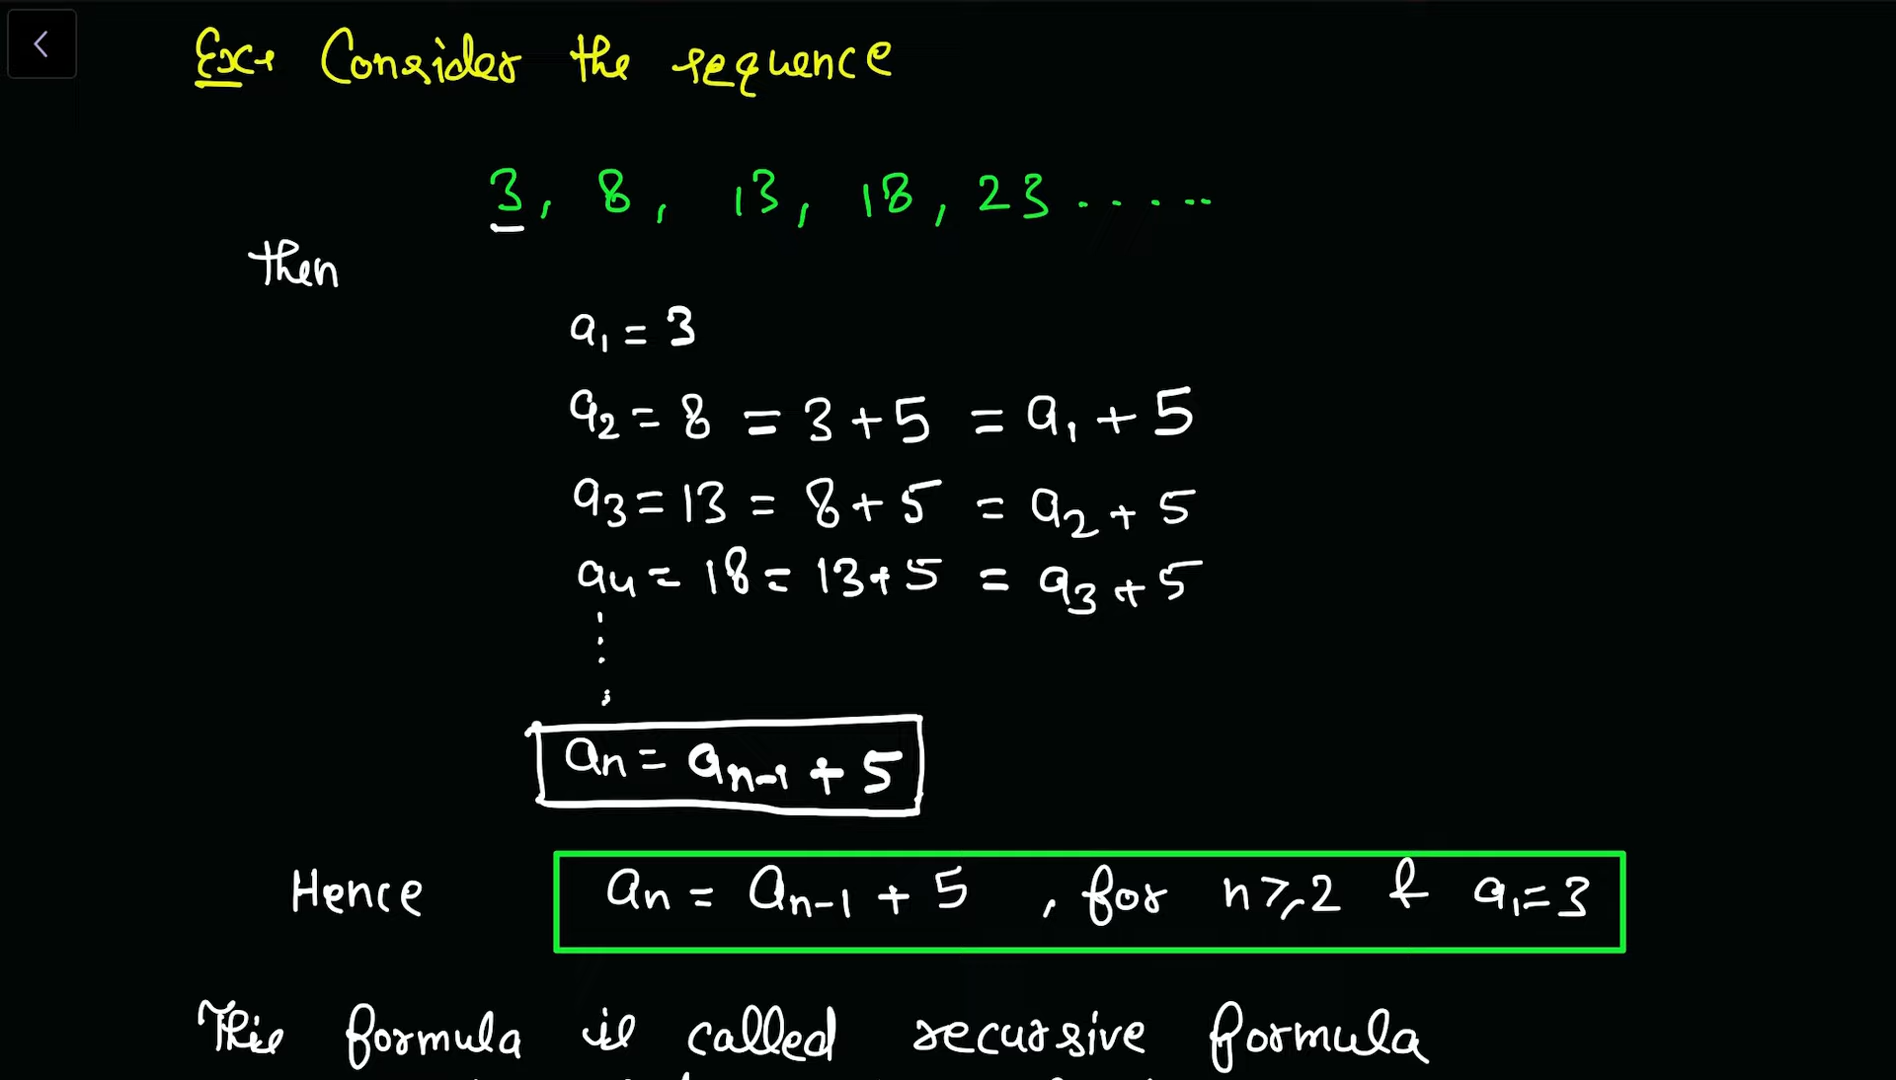 Ex: Consider the sequence
3, 8, 13, 18, 23 ......
then
a₁ = 3
a₂ = 8 = 3 + 5 = a₁ + 5
a₃ = 13 = 8 + 5 = a₂ + 5
a₄ = 18 = 13 + 5 = a₃ + 5
aₙ = aₙ₋₁ + 5
Hence aₙ = aₙ₋₁ + 5 , for n ≥ 2 & a₁ = 3
This formula is called recursive formula